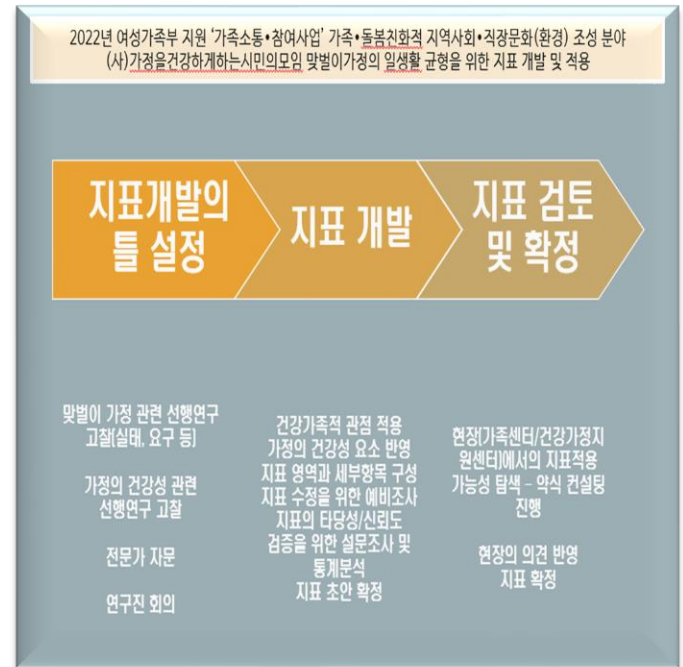 2022년 여성가족부 지원 '가족소통•참여사업' 가족•돌봄친화적 지역사회•직장문화(환경) 조성 분야
(사)가정을건강하게하는시민의모임 맞벌이가정의 일생활 균형을 위한 지표 개발 및 적용
지표개발의
틀 설정
지표 개발
지표 검토
및 확정
맞벌이 가정 관련 선행연구
고찰(실태, 요구 등)
가정의 건강성 관련
선행연구 고찰
전문가 자문
연구진 회의
건강가족적 관점 적용
가정의 건강성 요소 반영
지표 영역과 세부항목 구성
지표 수정을 위한 예비조사
지표의 타당성/신뢰도
검증을 위한 설문조사 및
통계분석
지표 초안 확정
현장(가족센터/건강가정지
원센터)에서의 지표적용
가능성 탐색 – 약식 컨설팅
진행
현장의 의견 반영
지표 확정